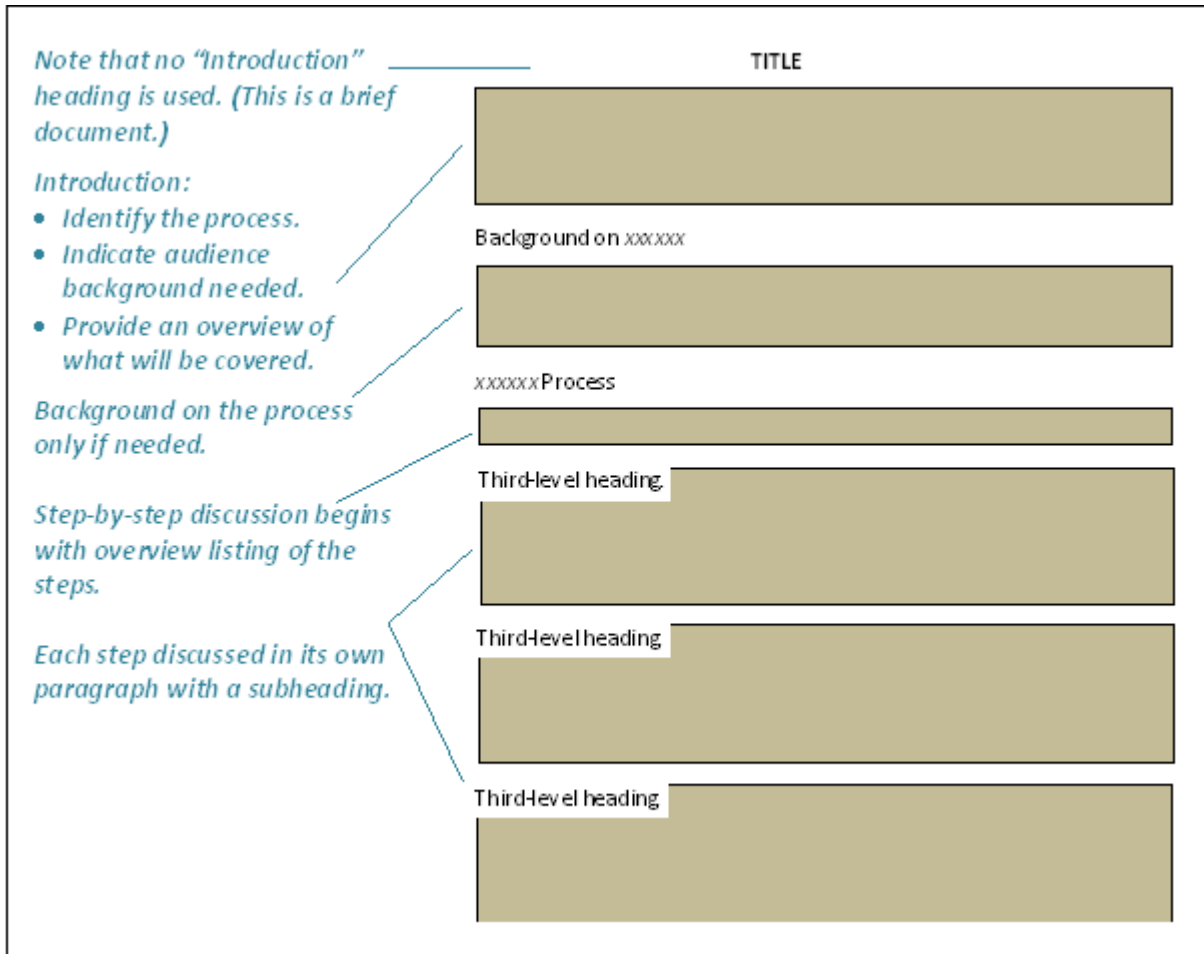 Note that no “Introduction”
heading is used. (This is a brief
document.)
Introduction:
• Identify the process.
• Indicate audience
background needed.
• Provide an overview of
what will be covered.
Background on the process
only if needed.
Step-by-step discussion begins
with overview listing of the
steps.
Each step discussed in its own
paragraph with a subheading.
TITLE
Background on xxxxxx
xxxxxx Process
Third-level heading.
Third-level heading
Third-level heading